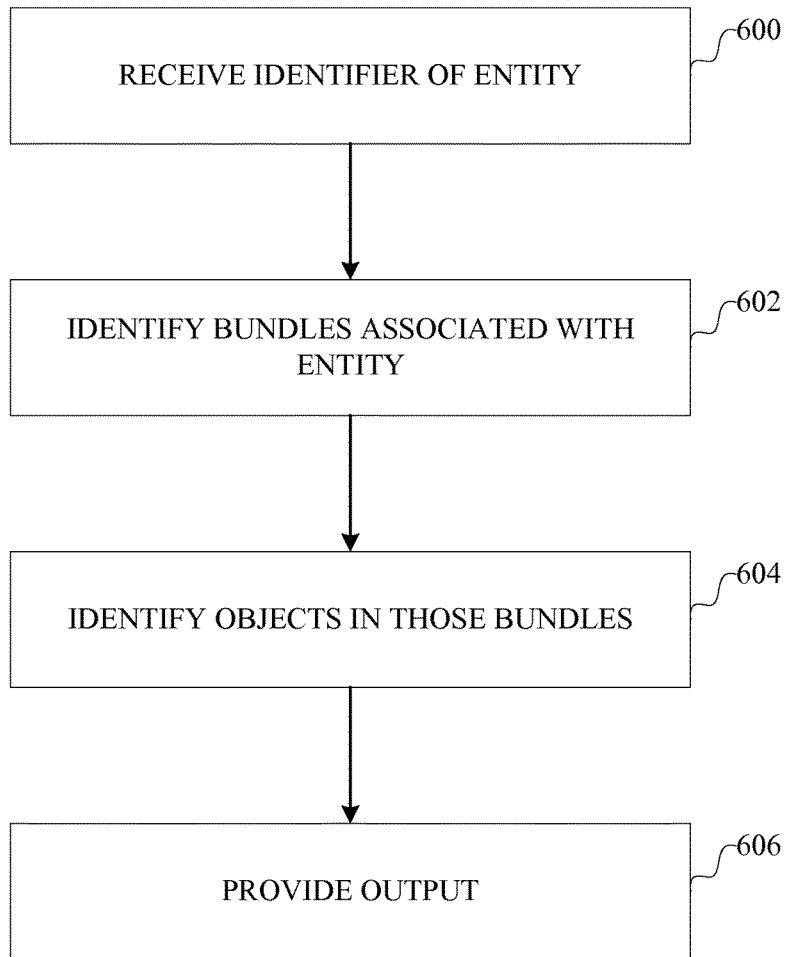 RECEIVE IDENTIFIER OF ENTITY
600
IDENTIFY BUNDLES ASSOCIATED WITH
ENTITY
602
IDENTIFY OBJECTS IN THOSE BUNDLES
604
PROVIDE OUTPUT
606